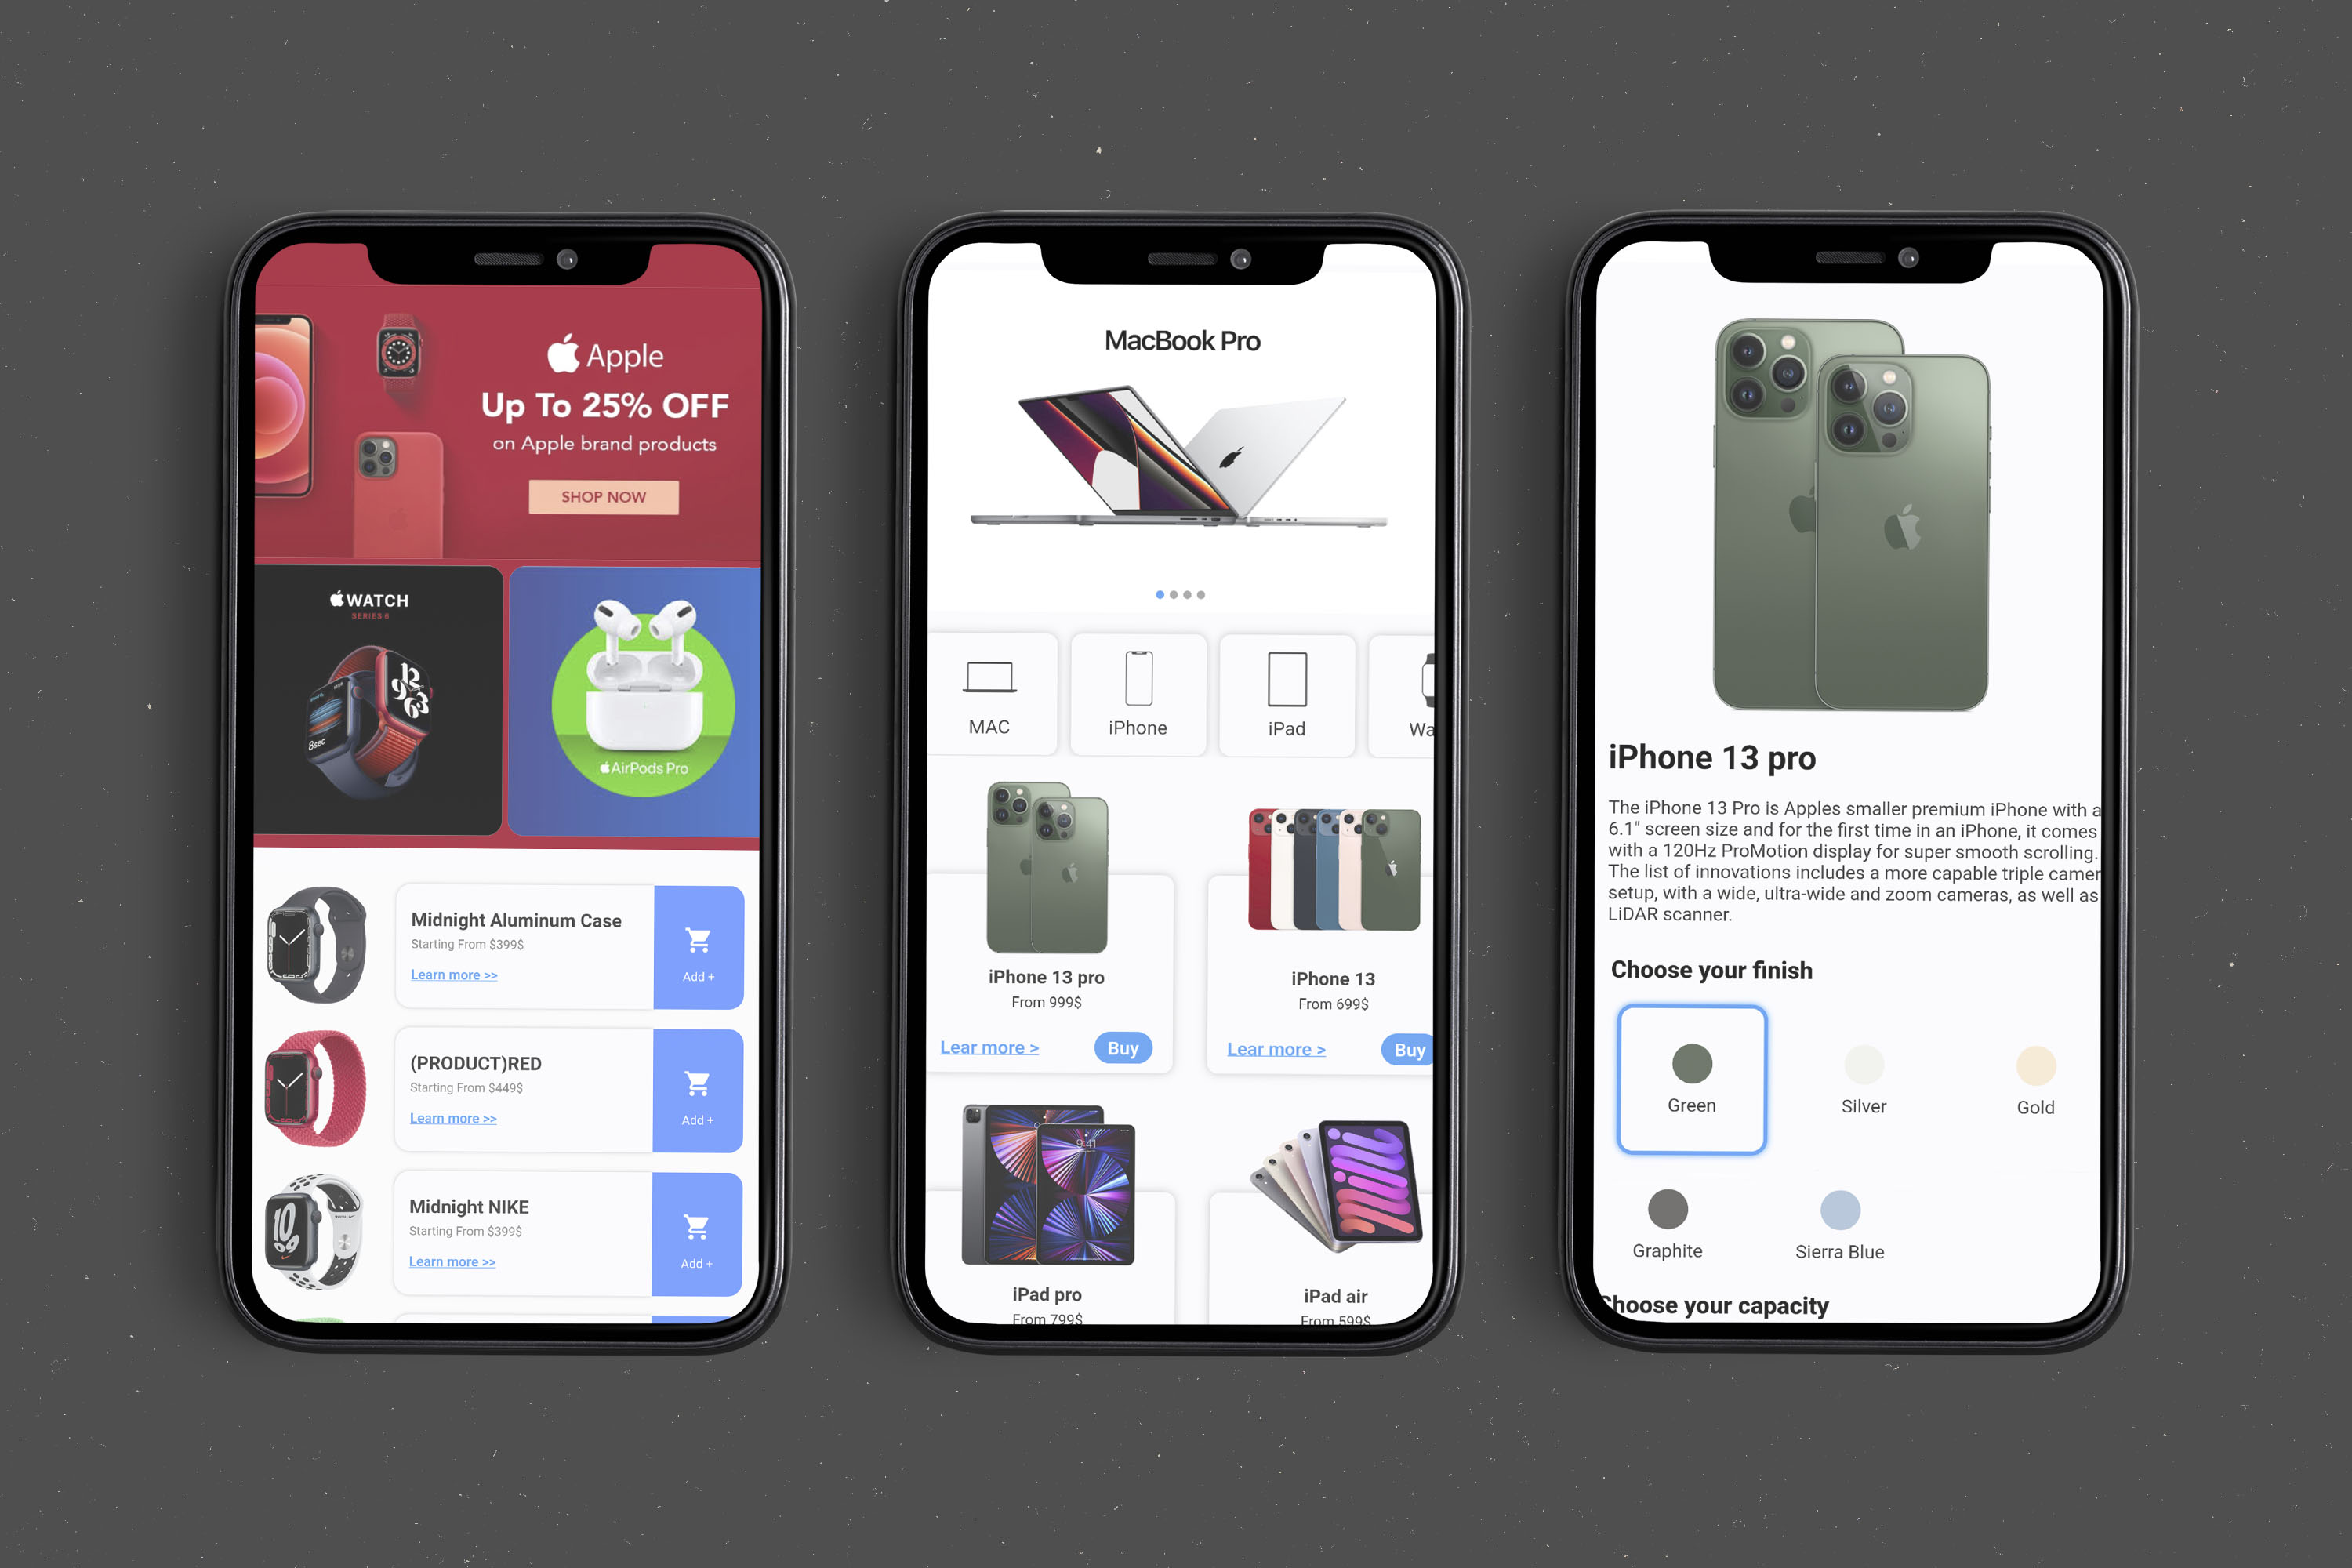 Apple
Up To 25% OFF
on Apple brand products
SHOP NOW
WATCH
SERIES 6
8sec
AirPods Pro
Midnight Aluminum Case
Starting From $399$
Learn more >>
Add +
(PRODUCT)RED
Starting From $449$
Learn more >>
Add +
Midnight NIKE
Starting From $399$
Learn more >>
Add +
MacBook Pro
MAC
iPhone
iPad
Wa
iPhone 13 pro
From 999$
Lear more >
Buy
iPhone 13
From 699$
Lear more >
Buy
9:41
iPad pro
From 799$
iPad air
From 599$
iPhone 13 pro
The iPhone 13 Pro is Apples smaller premium iPhone with a
6.1" screen size and for the first time in an iPhone, it comes
with a 120Hz ProMotion display for super smooth scrolling.
The list of innovations includes a more capable triple camer
setup, with a wide, ultra-wide and zoom cameras, as well as
LiDAR scanner.
Choose your finish
Green
Silver
Gold
Graphite
Sierra Blue
Choose your capacity